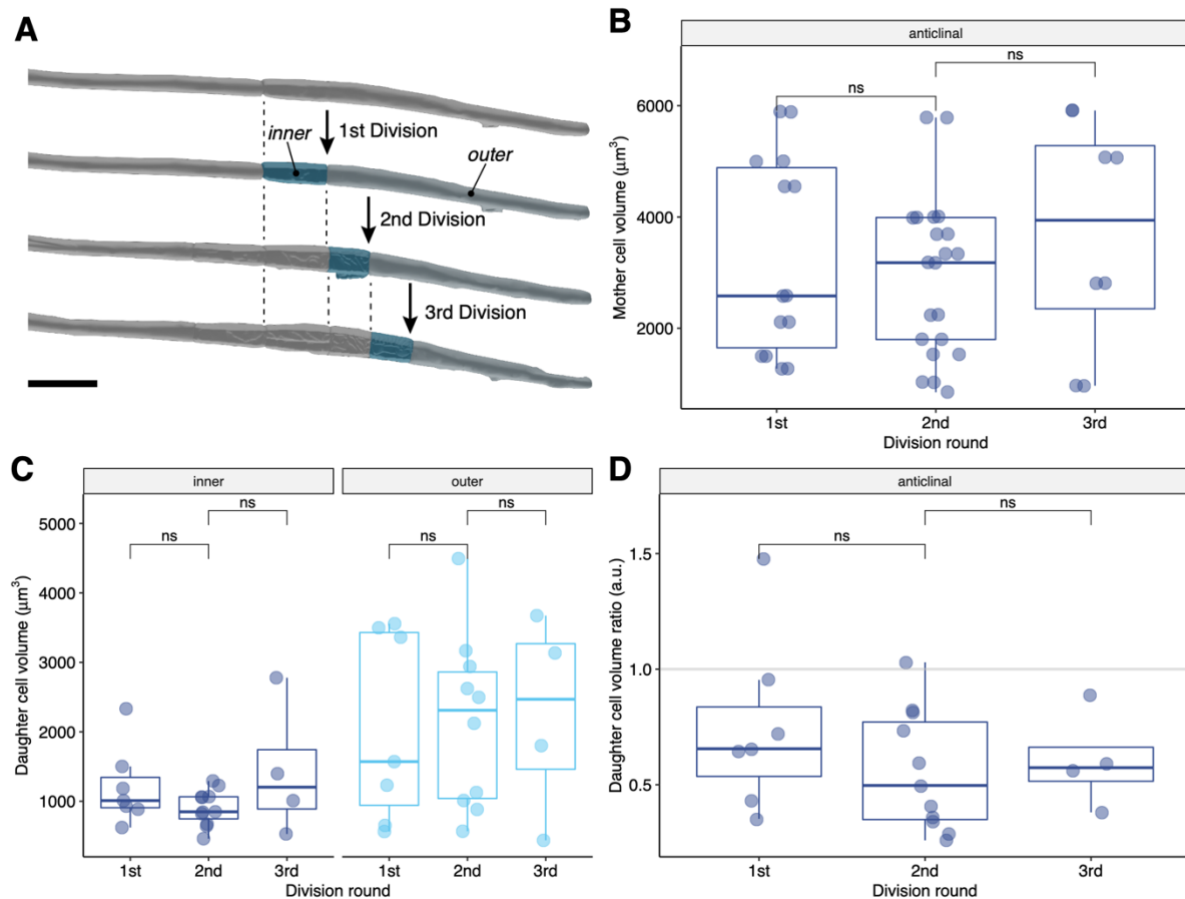 A
inner
1st Division
outer
2nd Division
3rd Division
B
anticlinal
ns
ns
Mother cell volume (μm³)
6000
4000
2000
1st 2nd 3rd
Division round
C
inner outer
ns
ns
ns
ns
Daughter cell volume (μm³)
5000
4000
3000
2000
1000
1st 2nd 3rd 1st 2nd 3rd
Division round
D
anticlinal
ns
ns
Daughter cell volume ratio (a.u.)
1.5
1.0
0.5
1st 2nd 3rd
Division round